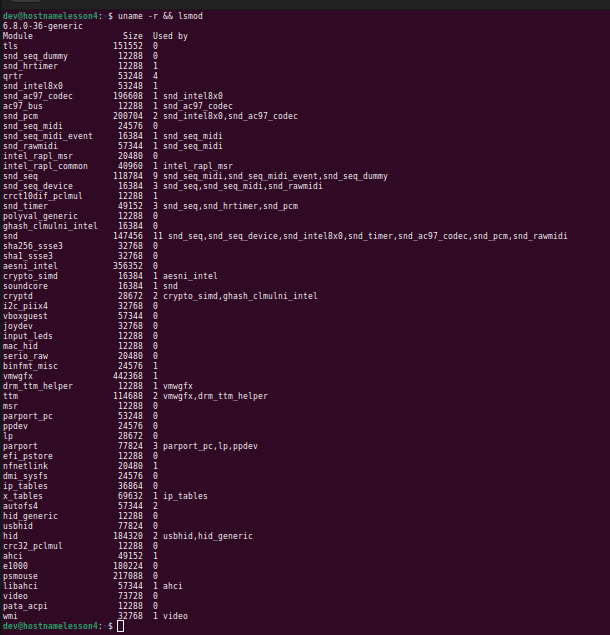 dev@hostnamelesson4: $ uname -r && lsmod
6.8.0-36-generic
Module                  Size  Used by
tls                   151552  0
snd_seq_dummy          12288  0
snd_hrtimer            12288  1
qrtr                   53248  4
snd_intel8x0           53248  1
snd_ac97_codec        196608  1 snd_intel8x0
ac97_bus               12288  1 snd_ac97_codec
snd_pcm               200704  2 snd_intel8x0,snd_ac97_codec
snd_seq_midi           24576  0
snd_seq_midi_event     16384  1 snd_seq_midi
snd_rawmidi            57344  1 snd_seq_midi
intel_rapl_msr         20480  0
intel_rapl_common      40960  1 intel_rapl_msr
snd_seq               118784  9 snd_seq_midi,snd_seq_midi_event,snd_seq_dummy
snd_seq_device         16384  3 snd_seq,snd_seq_midi,snd_rawmidi
crct10dif_pclmul       12288  1
snd_timer              49152  3 snd_seq,snd_hrtimer,snd_pcm
polyval_generic        12288  0
ghash_clmulni_intel    16384  0
snd                   147456  11 snd_seq,snd_seq_device,snd_intel8x0,snd_timer,snd_ac97_codec,snd_pcm,snd_rawmidi
sha256_ssse3           32768  0
sha1_ssse3             32768  0
aesni_intel           356352  0
crypto_simd            16384  1 aesni_intel
soundcore              16384  1 snd
cryptd                 28672  2 crypto_simd,ghash_clmulni_intel
i2c_piix4              32768  0
vboxguest              57344  0
joydev                 32768  0
input_leds             12288  0
mac_hid                12288  0
serio_raw              20480  0
binfmt_misc            24576  1
vmwgfx                442368  1
drm_ttm_helper         12288  1 vmwgfx
ttm                   114688  2 vmwgfx,drm_ttm_helper
msr                    12288  0
parport_pc             53248  0
ppdev                  24576  0
lp                     28672  0
parport                77824  3 parport_pc,lp,ppdev
efi_pstore             12288  0
nfnetlink              20480  1
dmi_sysfs              24576  0
ip_tables              36864  0
x_tables               69632  1 ip_tables
autofs4                57344  2
hid_generic            12288  0
usbhid                 77824  0
hid                   184320  2 usbhid,hid_generic
crc32_pclmul           12288  0
ahci                   49152  1
e1000                 180224  0
psmouse               217088  0
libahci                57344  1 ahci
video                  73728  0
pata_acpi              12288  0
wmi                    32768  1 video
dev@hostnamelesson4: $